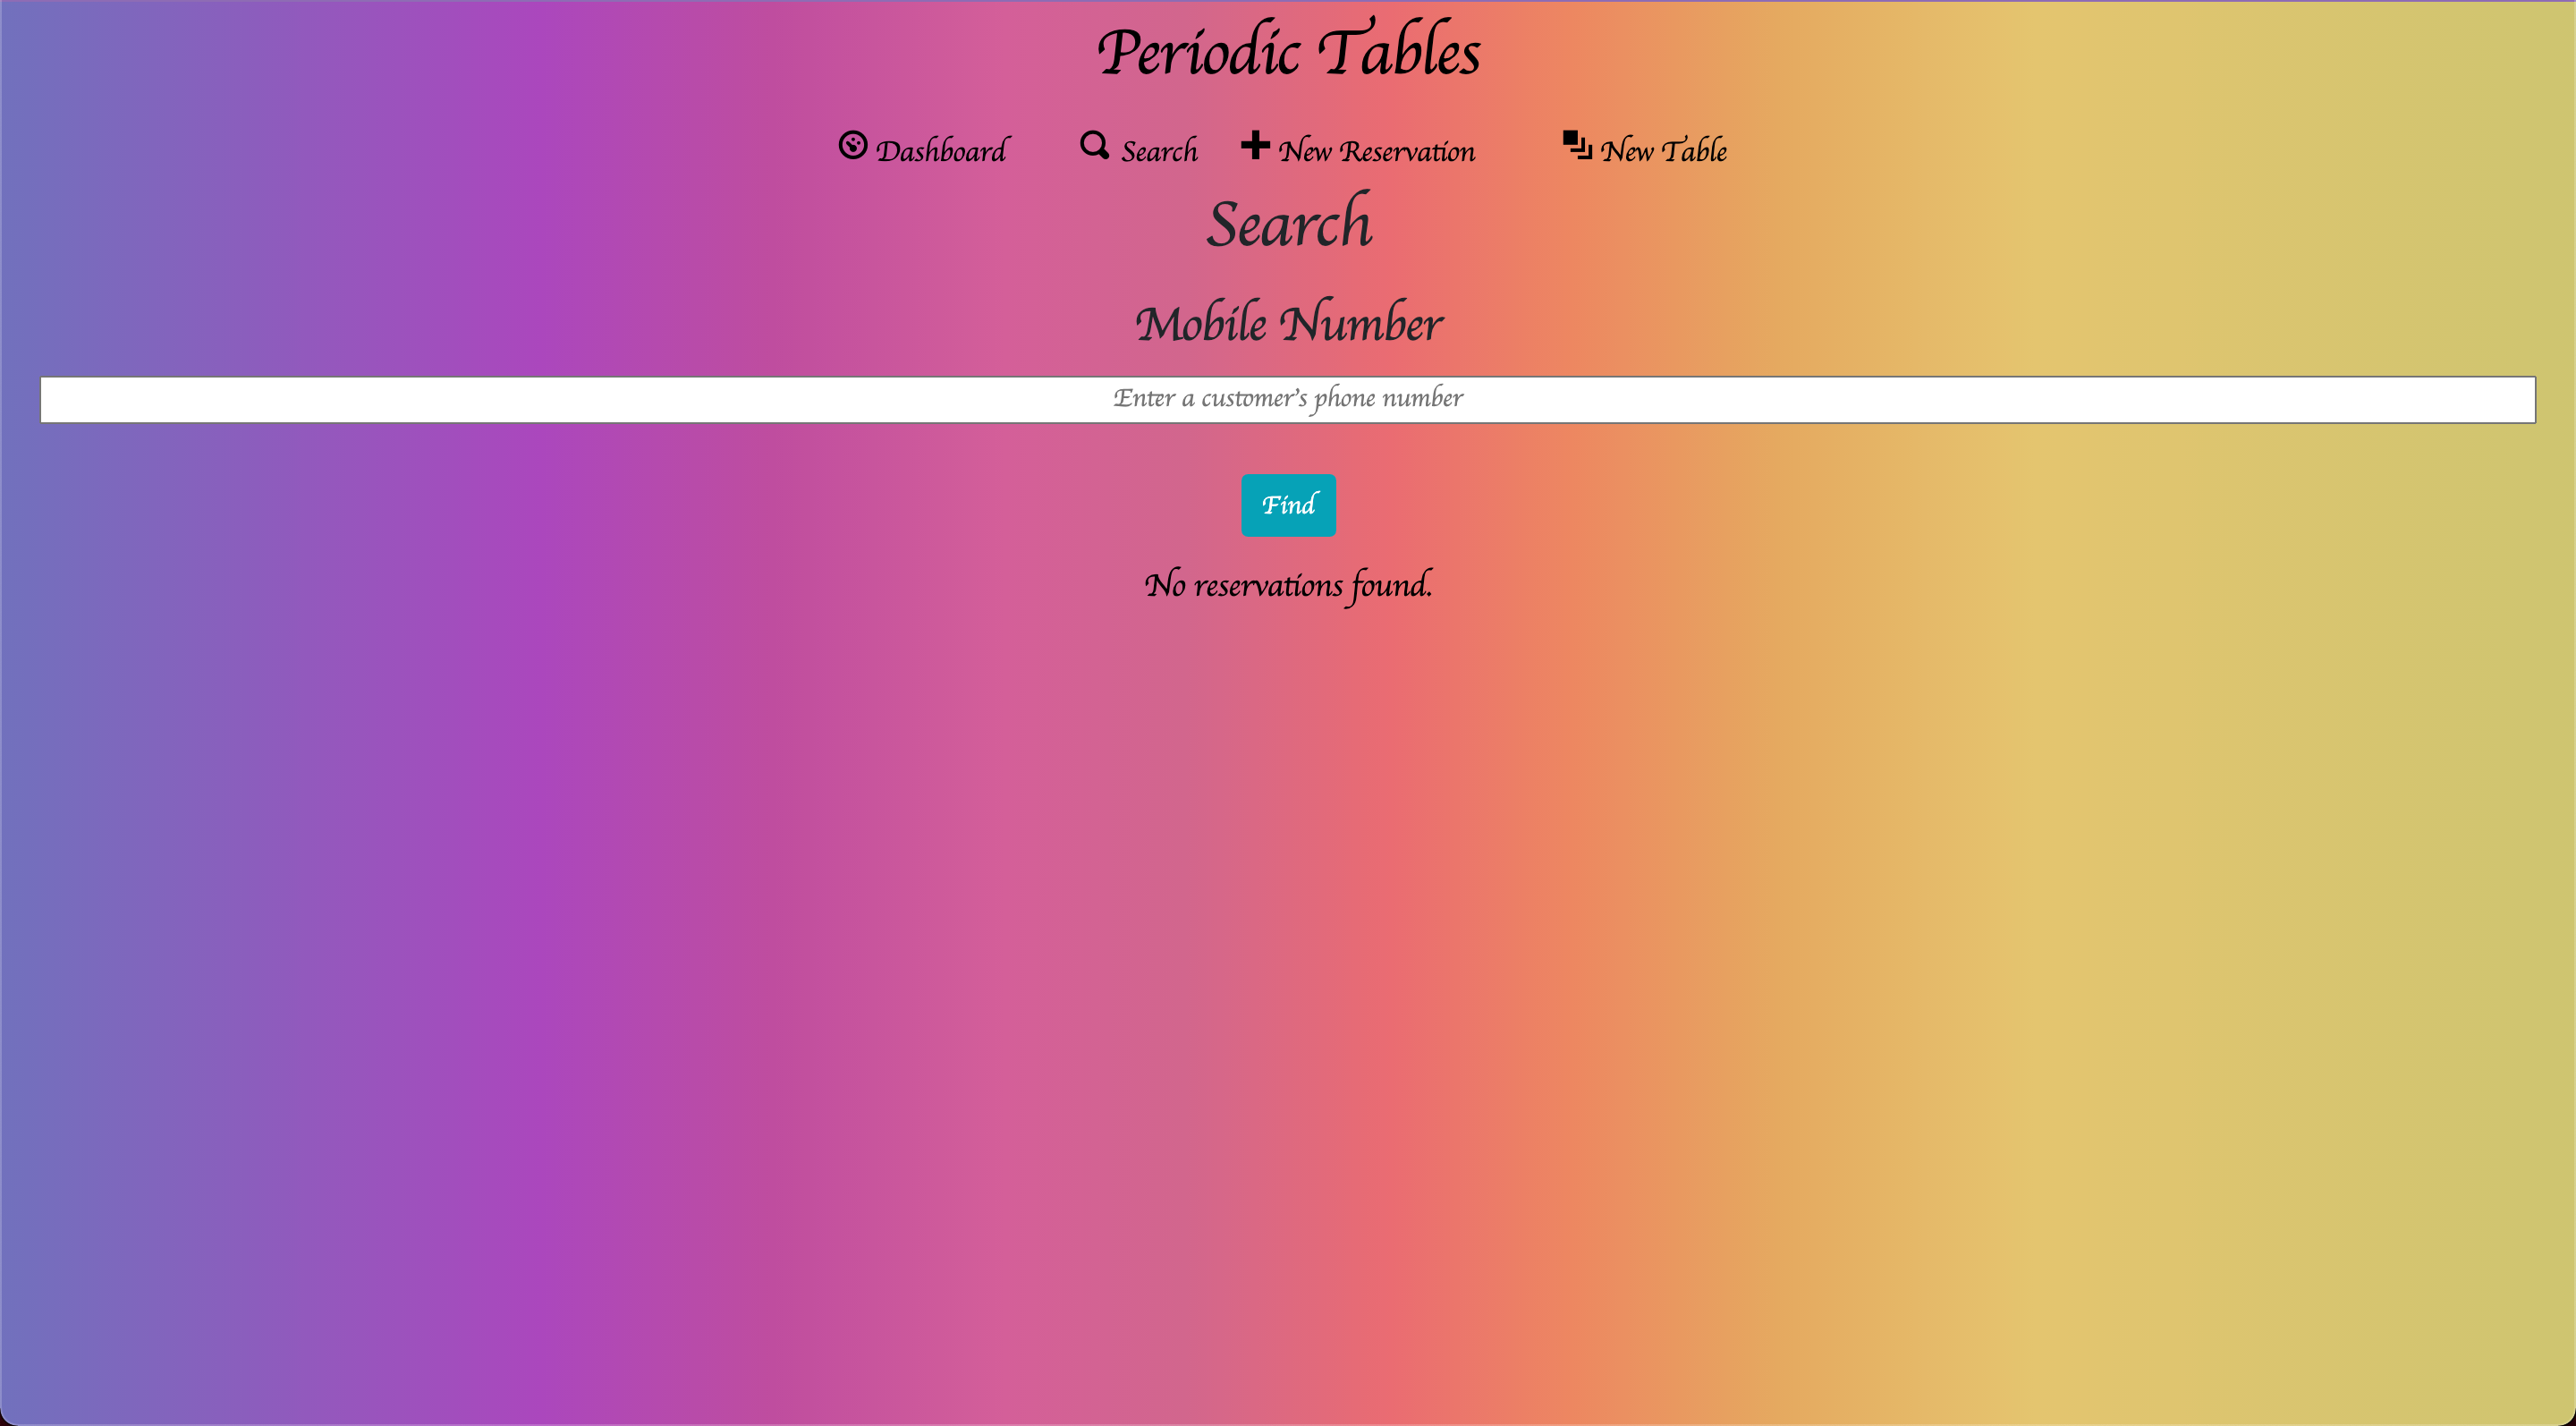 Periodic Tables
Dashboard Search New Reservation New Table
Search
Mobile Number
Enter a customer's phone number
Find
No reservations found.